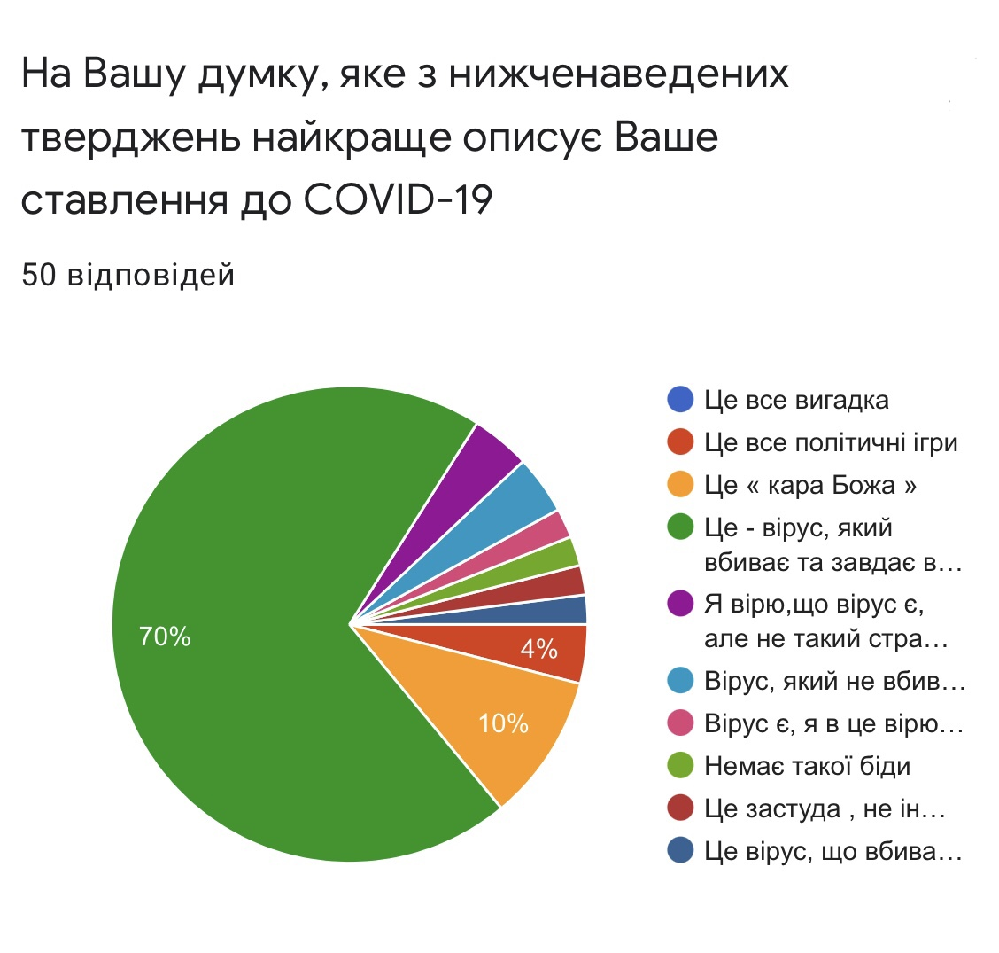 На Вашу думку, яке з нижченаведених
тверджень найкраще описує Ваше
ставлення до COVID-19
50 відповідей
70%
4%
10%
Це все вигадка
Це все політичні ігри
Це « кара Божа »
Це - вірус, який
вбиває та завдає в…
Я вірю,що вірус є,
але не такий стра…
Вірус, який не вбив…
Вірус є, я в це вірю…
Немає такої біди
Це застуда , не ін…
Це вірус, що вбива…